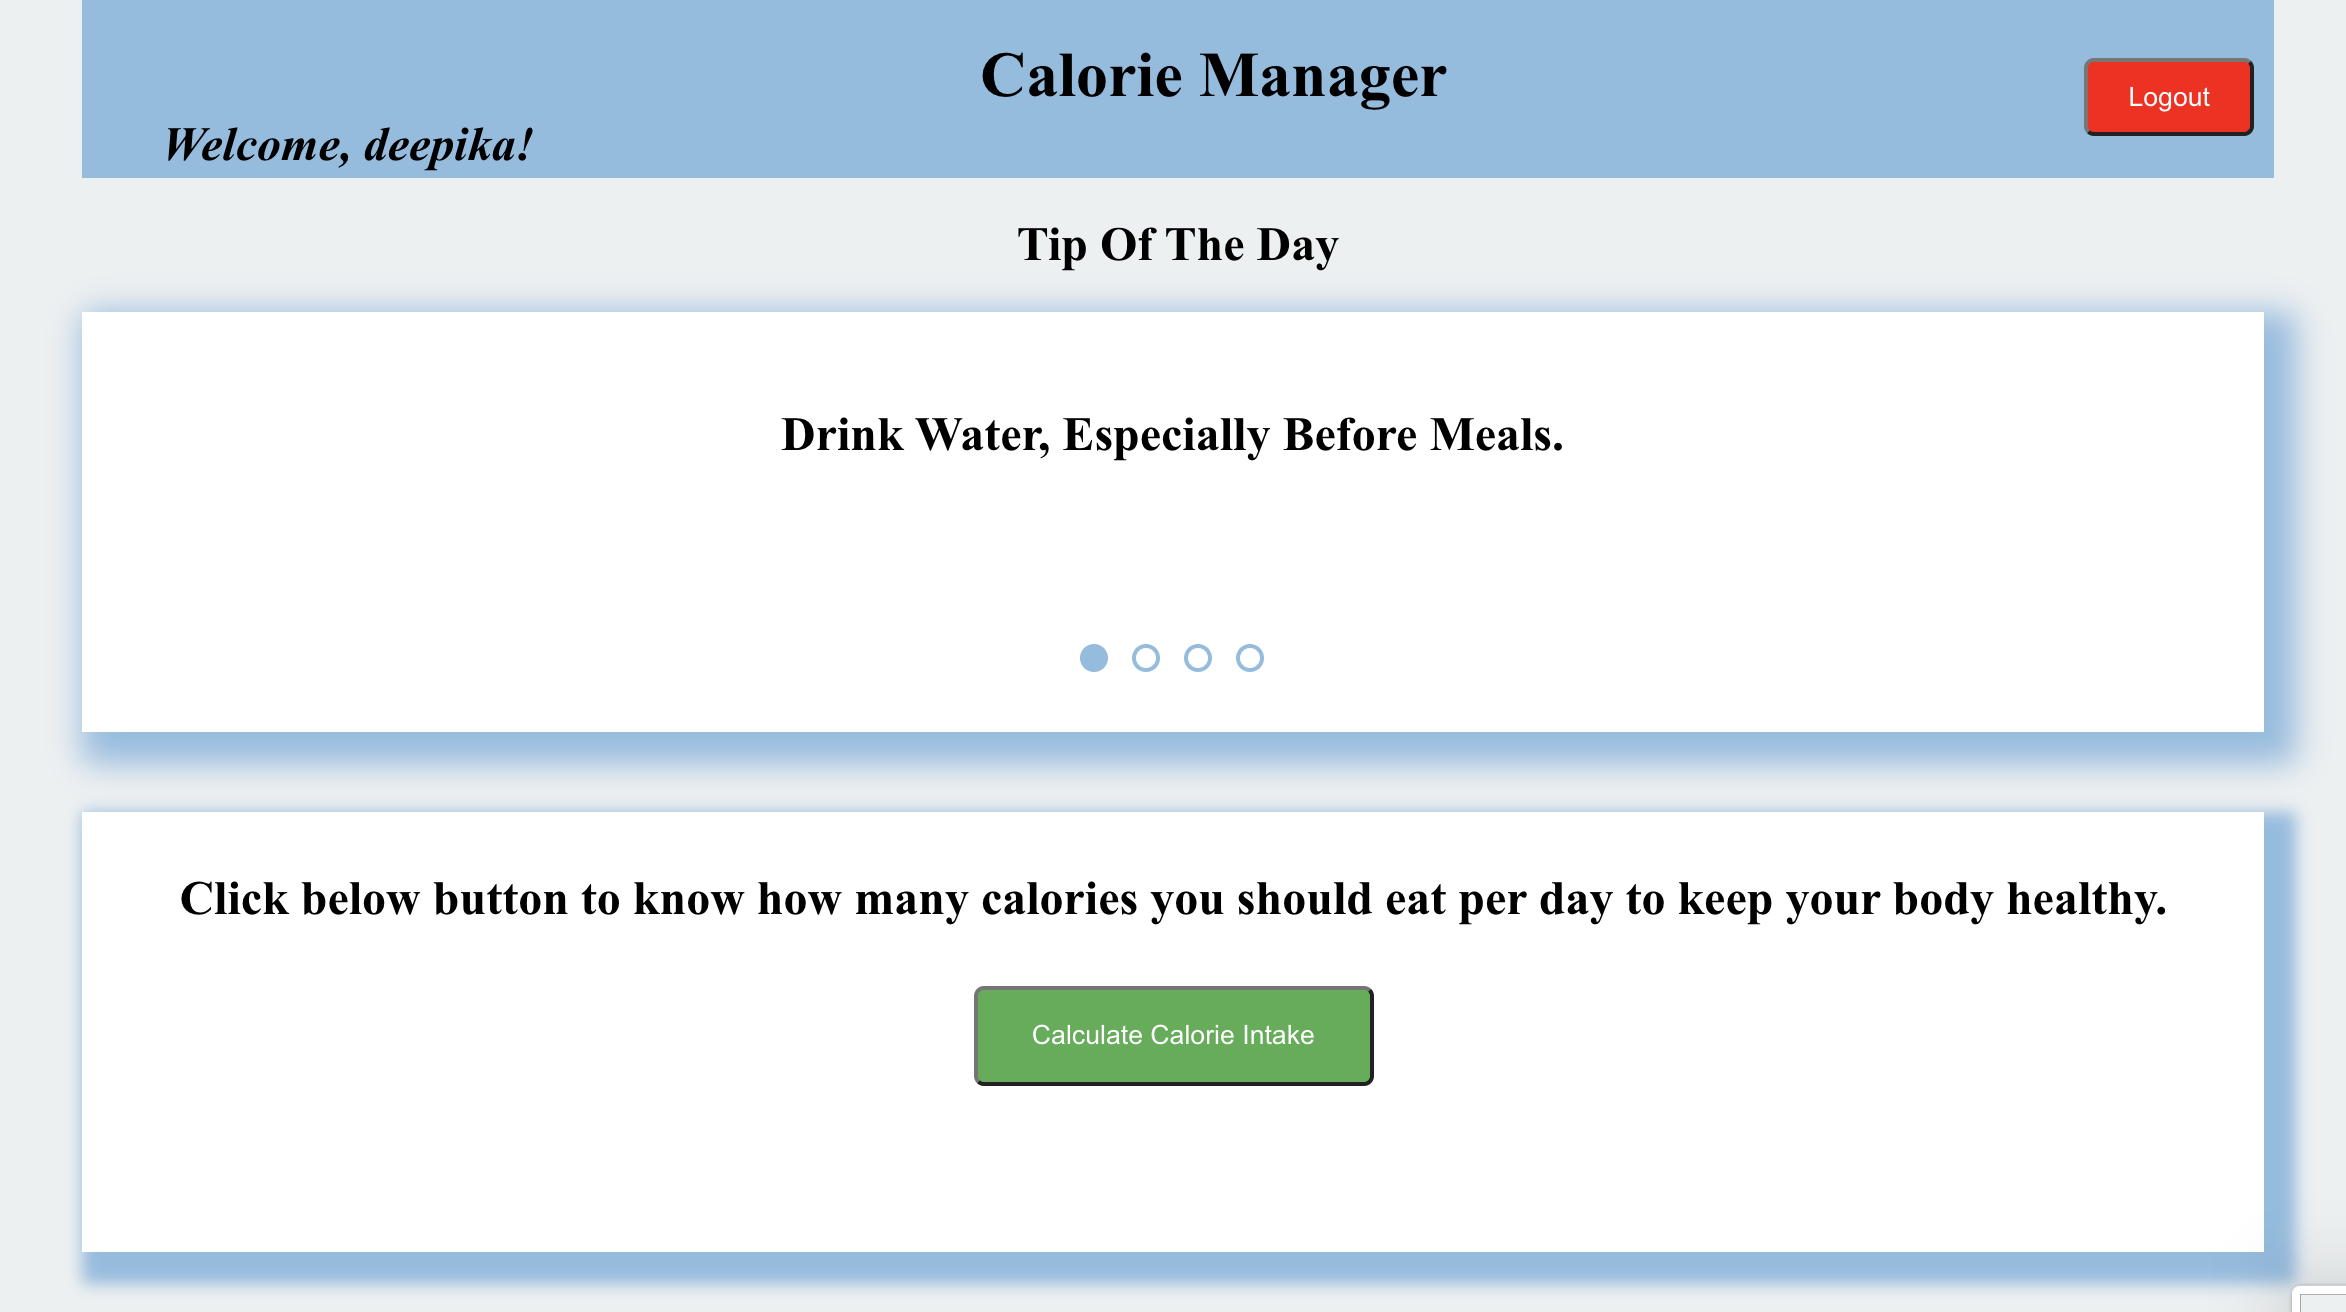 Calorie Manager
Logout
Welcome, deepika!
Tip Of The Day
Drink Water, Especially Before Meals.
Click below button to know how many calories you should eat per day to keep your body healthy.
Calculate Calorie Intake